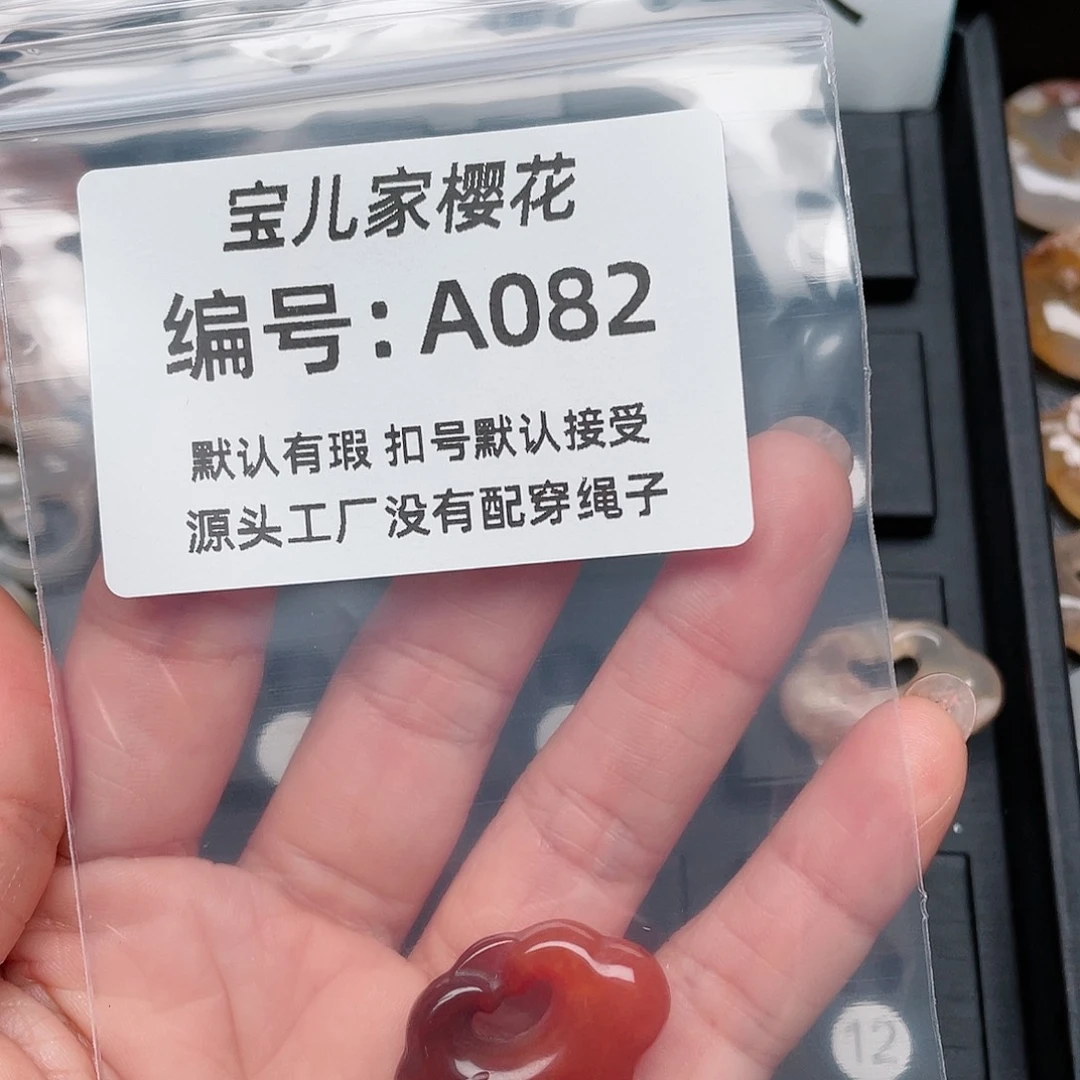 宝儿家樱花
编号：A082
默认有瑕 扣号默认接受
源头工厂没有配穿绳子
12